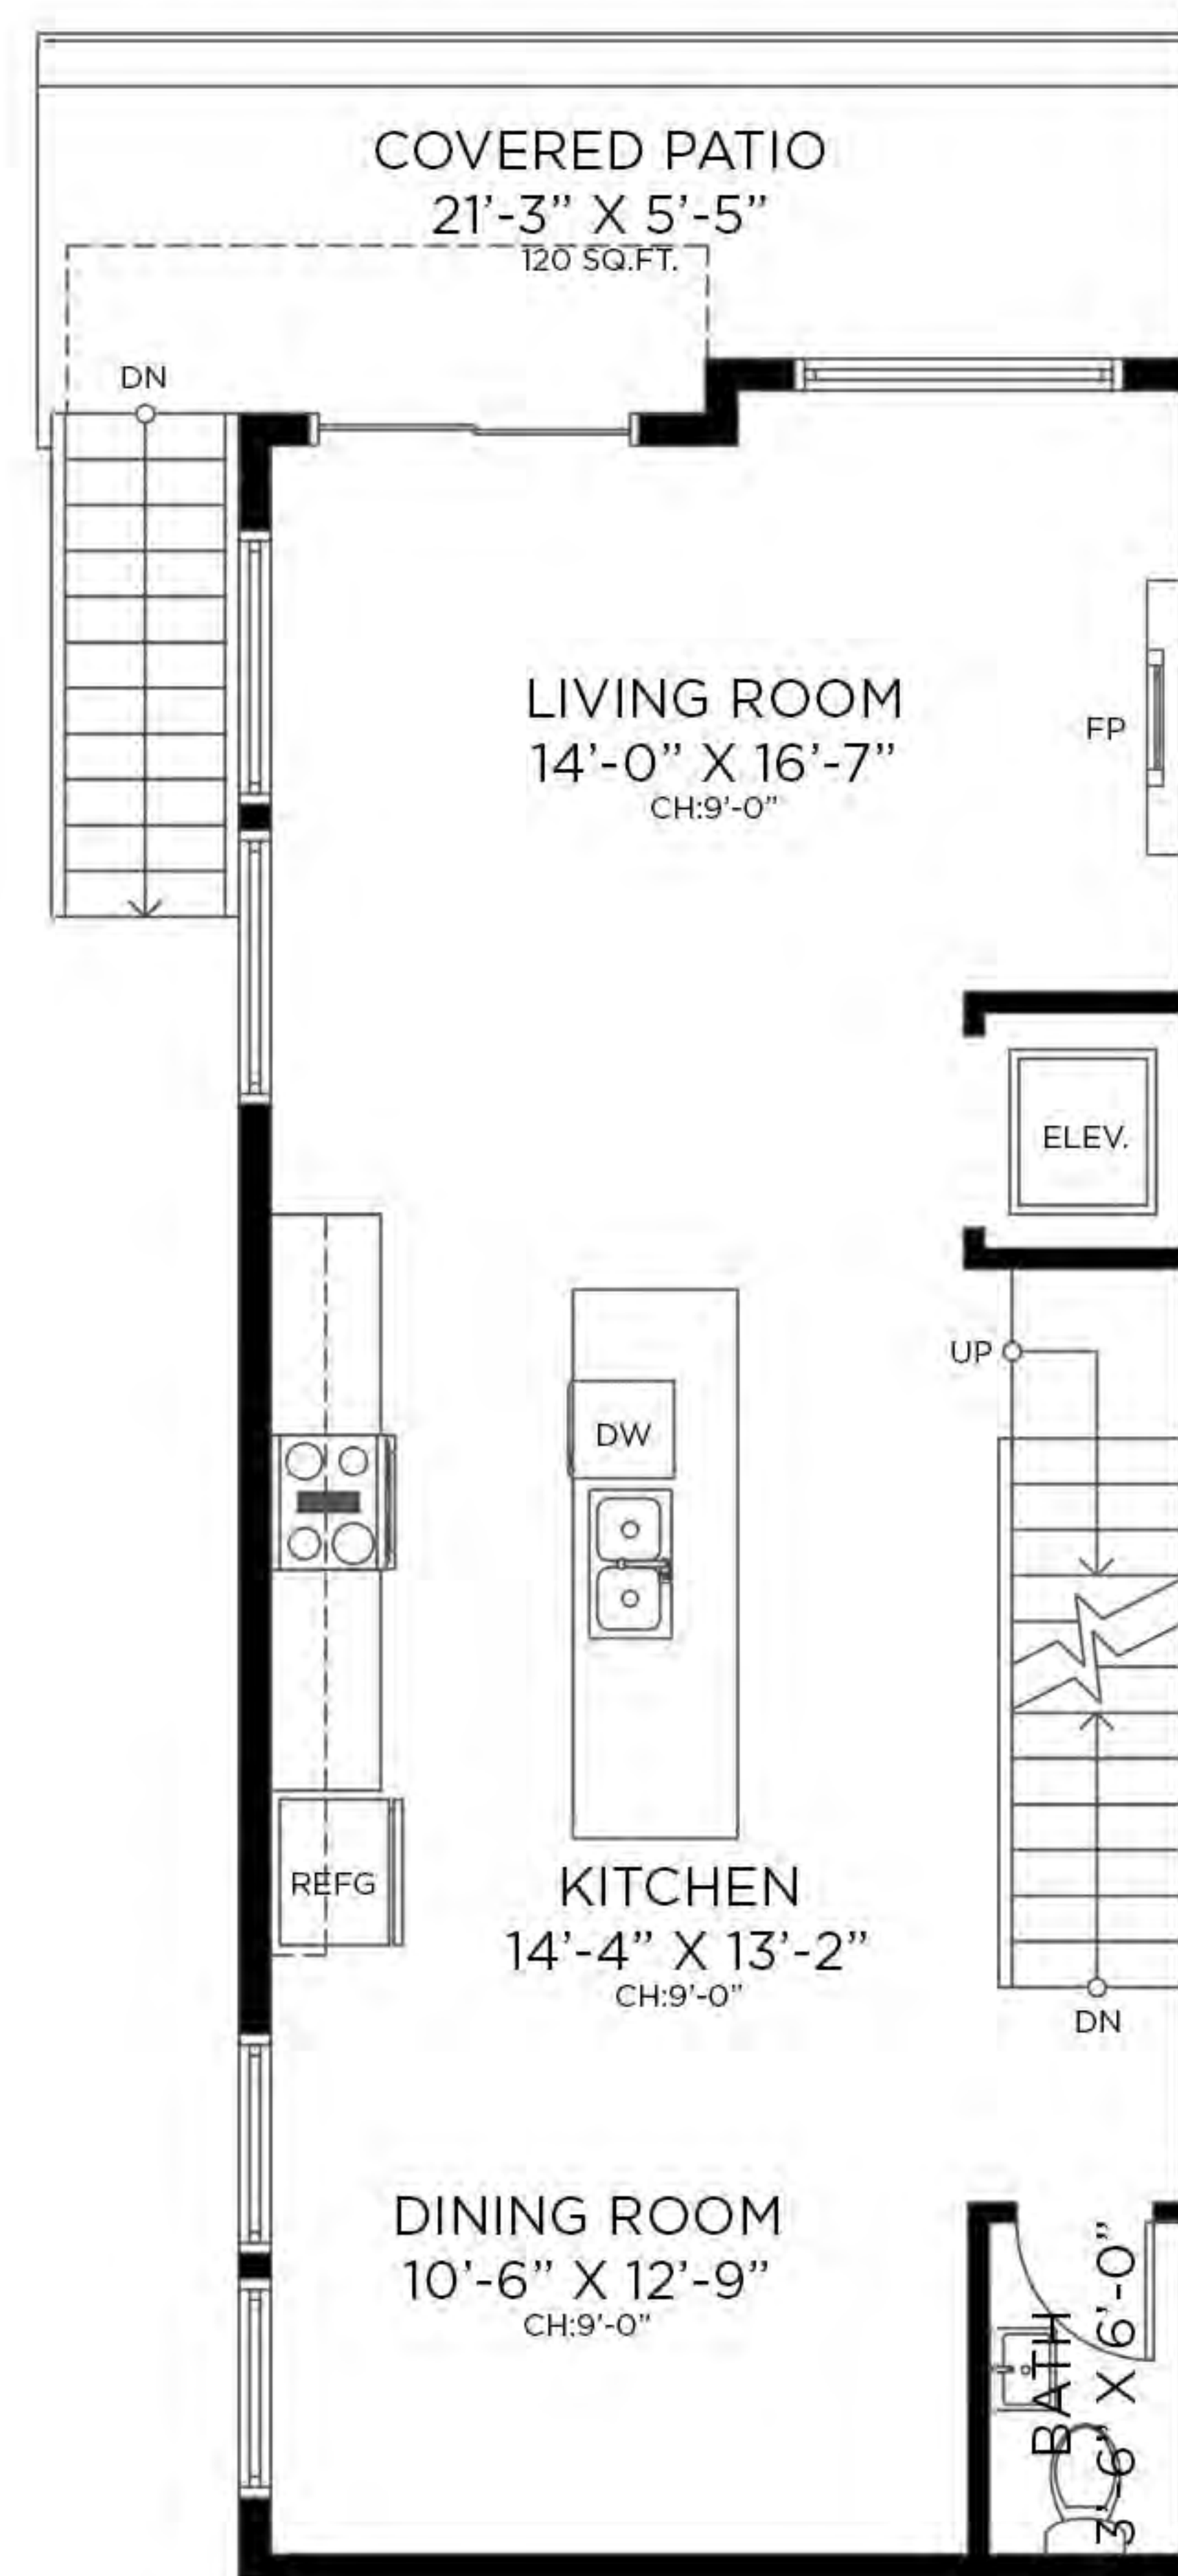 COVERED PATIO
21'-3" X 5'-5"
120 SQ.FT.
DN
LIVING ROOM
14'-0" X 16'-7"
CH:9'-0"
FP
ELEV.
UP
DW
REFG
KITCHEN
14'-4" X 13'-2"
CH:9'-0"
DN
DINING ROOM
10'-6" X 12'-9"
CH:9'-0"
BATH
3'-6" X 6'-0"